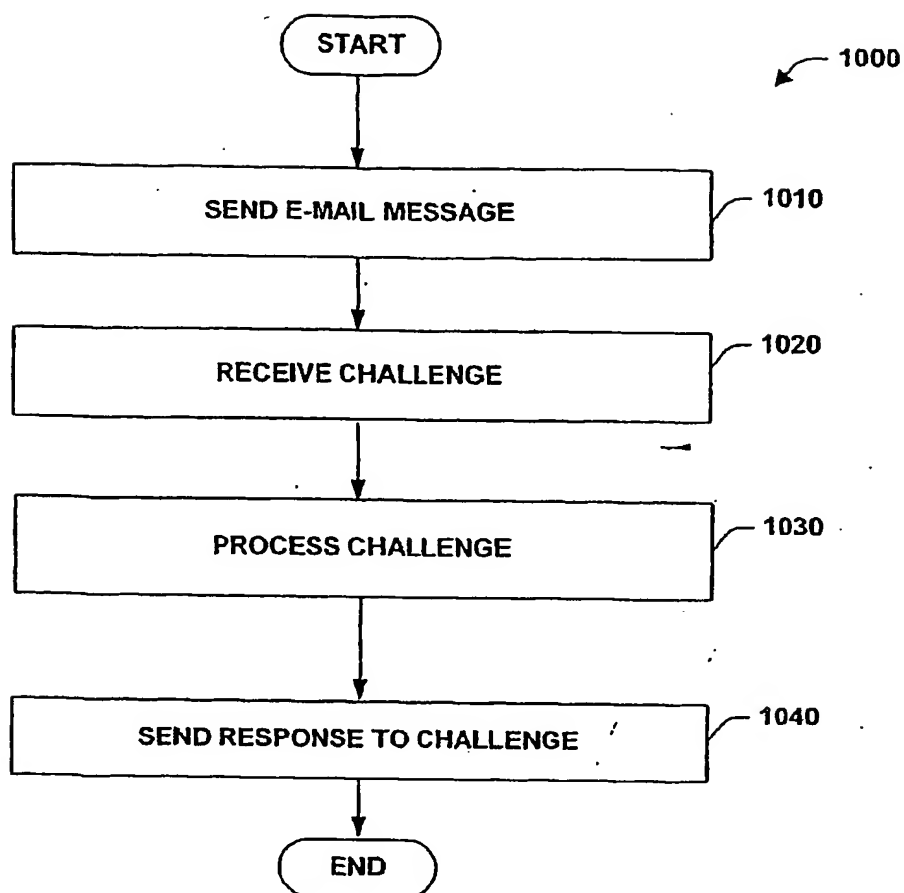 START
1000
SEND E-MAIL MESSAGE
1010
RECEIVE CHALLENGE
1020
PROCESS CHALLENGE
1030
SEND RESPONSE TO CHALLENGE
1040
END